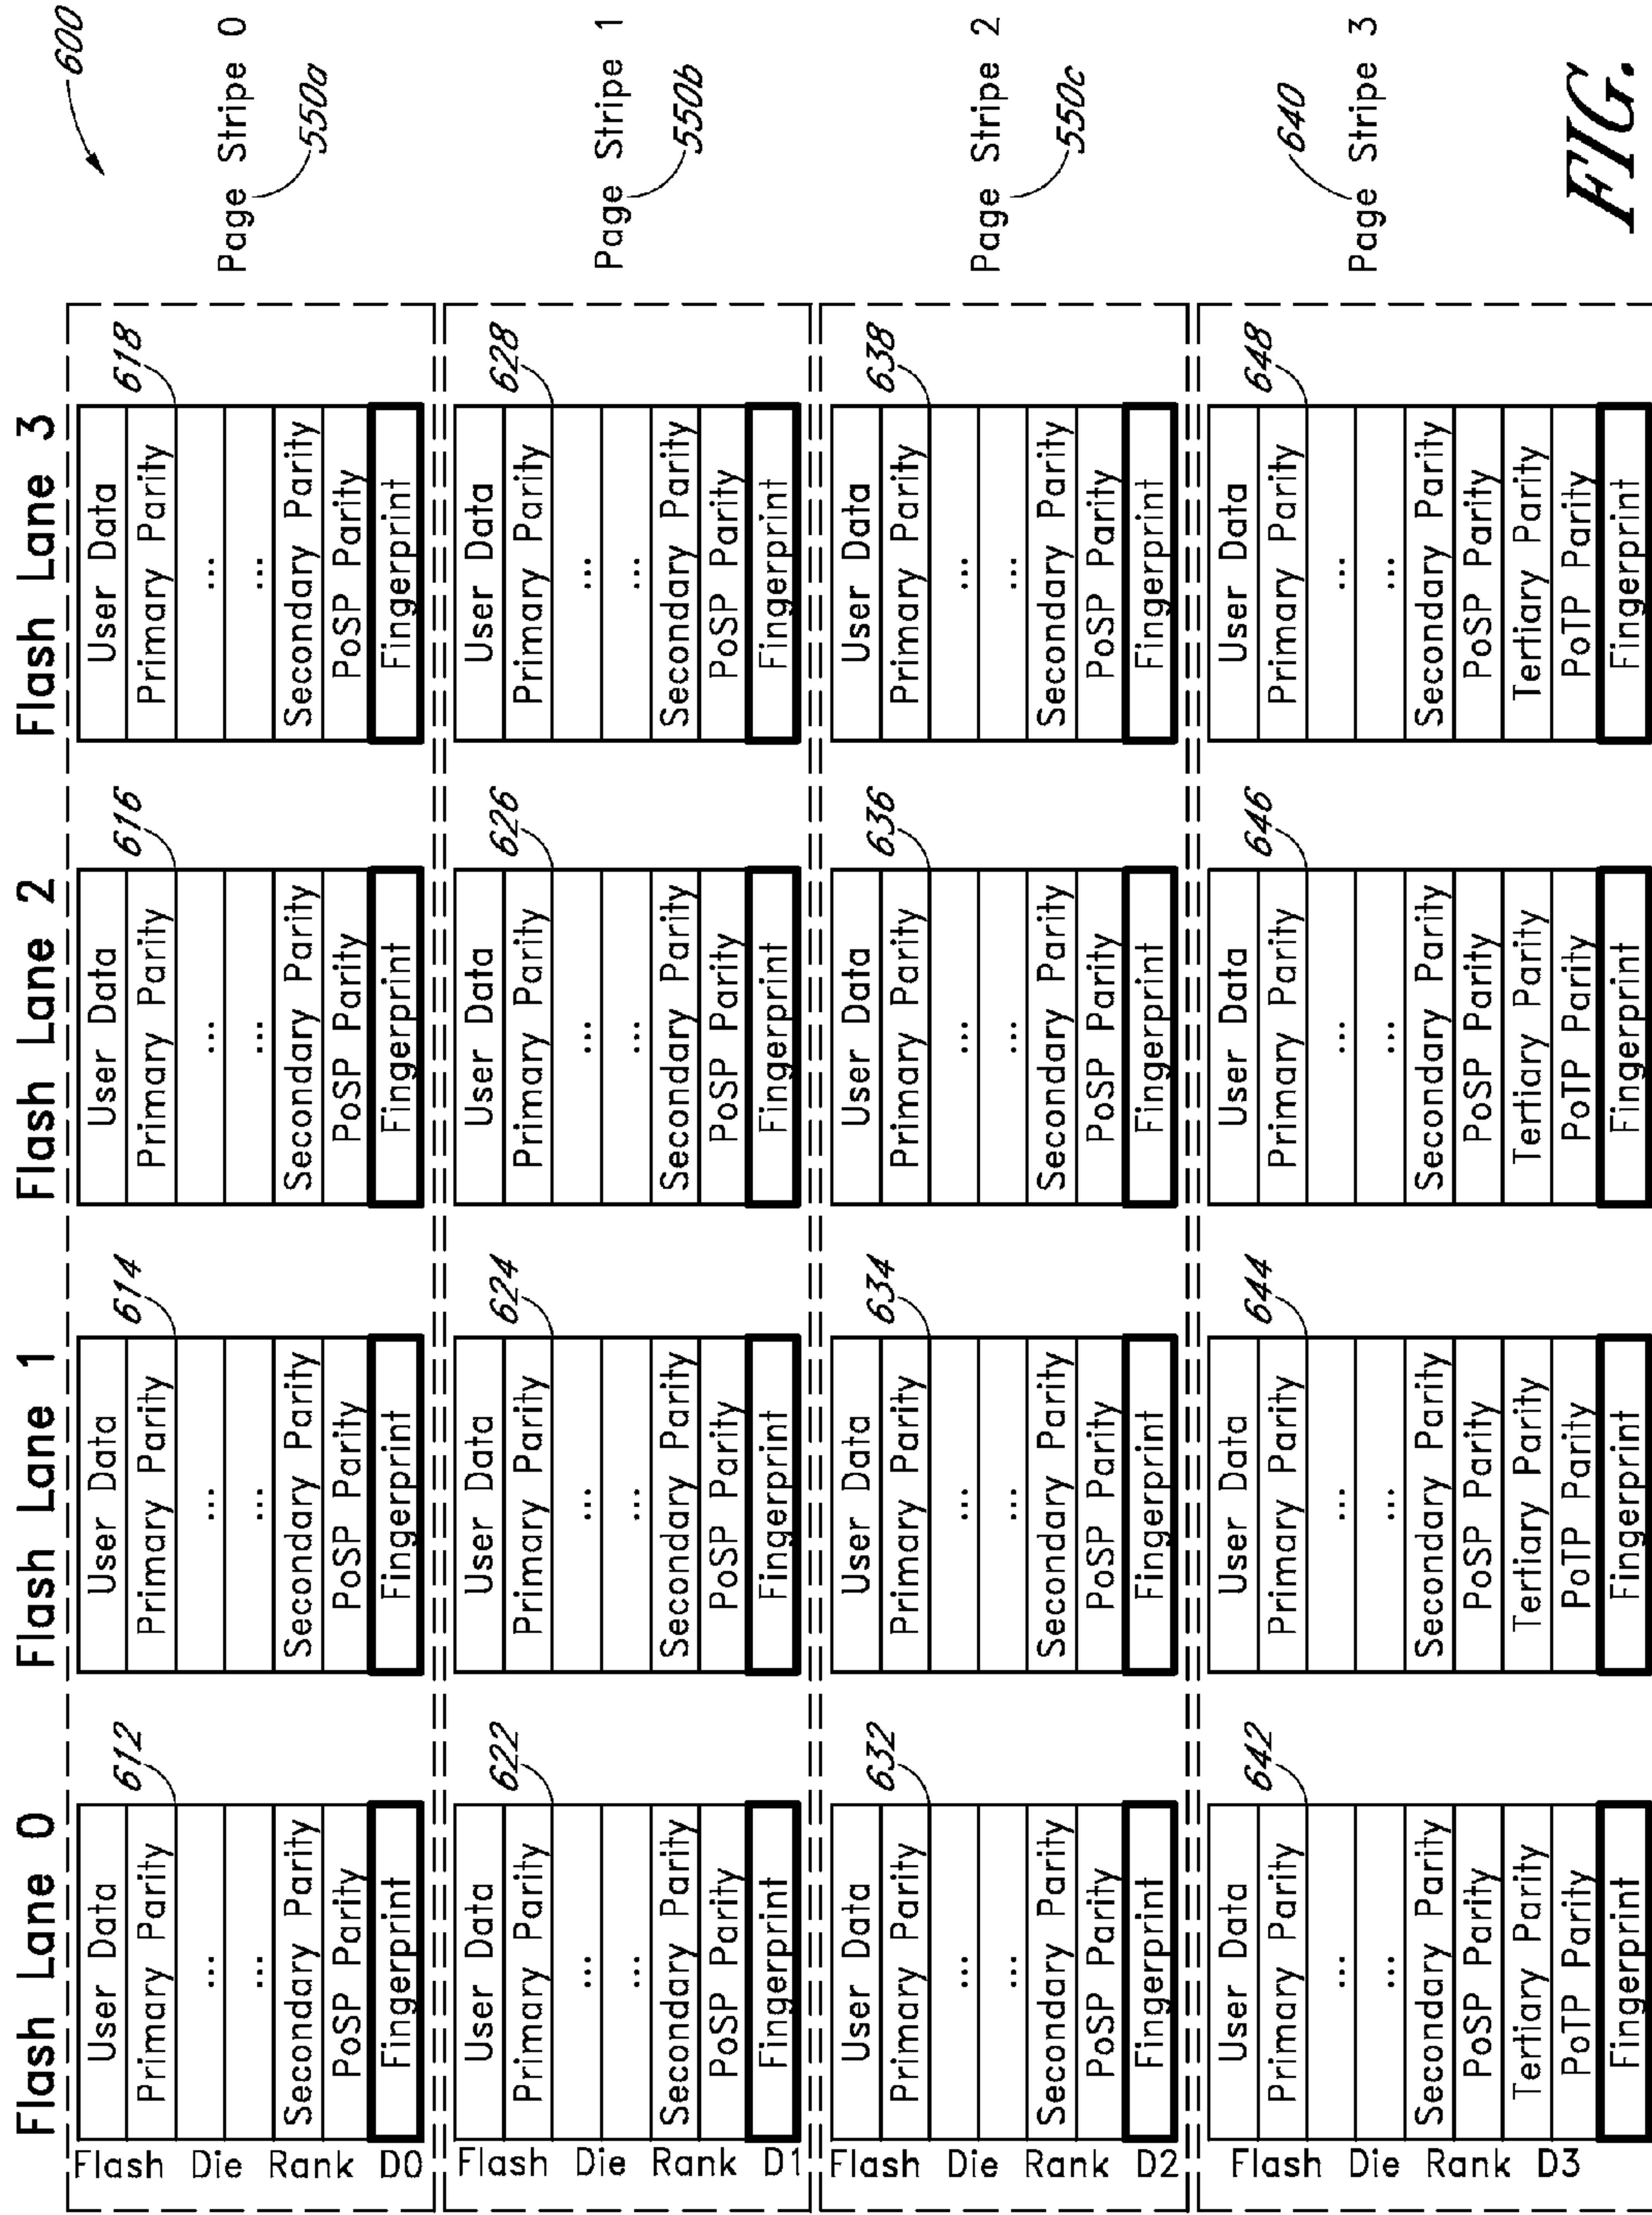 Flash Lane 0 Flash Lane 1 Flash Lane 2 Flash Lane 3
600
Flash
Die
Rank
D0
612
User Data
Primary Parity
...
...
Secondary Parity
PoSP Parity
Fingerprint
614
User Data
Primary Parity
...
...
Secondary Parity
PoSP Parity
Fingerprint
616
User Data
Primary Parity
...
...
Secondary Parity
PoSP Parity
Fingerprint
618
User Data
Primary Parity
...
...
Secondary Parity
PoSP Parity
Fingerprint
Page Stripe 0
550a
Flash
Die
Rank
D1
622
User Data
Primary Parity
...
...
Secondary Parity
PoSP Parity
Fingerprint
624
User Data
Primary Parity
...
...
Secondary Parity
PoSP Parity
Fingerprint
626
User Data
Primary Parity
...
...
Secondary Parity
PoSP Parity
Fingerprint
628
User Data
Primary Parity
...
...
Secondary Parity
PoSP Parity
Fingerprint
Page Stripe 1
550b
Flash
Die
Rank
D2
632
User Data
Primary Parity
...
...
Secondary Parity
PoSP Parity
Fingerprint
634
User Data
Primary Parity
...
...
Secondary Parity
PoSP Parity
Fingerprint
636
User Data
Primary Parity
...
...
Secondary Parity
PoSP Parity
Fingerprint
638
User Data
Primary Parity
...
...
Secondary Parity
PoSP Parity
Fingerprint
Page Stripe 2
550c
Flash
Die
Rank
D3
642
User Data
Primary Parity
...
...
Secondary Parity
PoSP Parity
Tertiary Parity
PoTP Parity
Fingerprint
644
User Data
Primary Parity
...
...
Secondary Parity
PoSP Parity
Tertiary Parity
PoTP Parity
Fingerprint
646
User Data
Primary Parity
...
...
Secondary Parity
PoSP Parity
Tertiary Parity
PoTP Parity
Fingerprint
648
User Data
Primary Parity
...
...
Secondary Parity
PoSP Parity
Tertiary Parity
PoTP Parity
Fingerprint
640
Page Stripe 3
FIG.